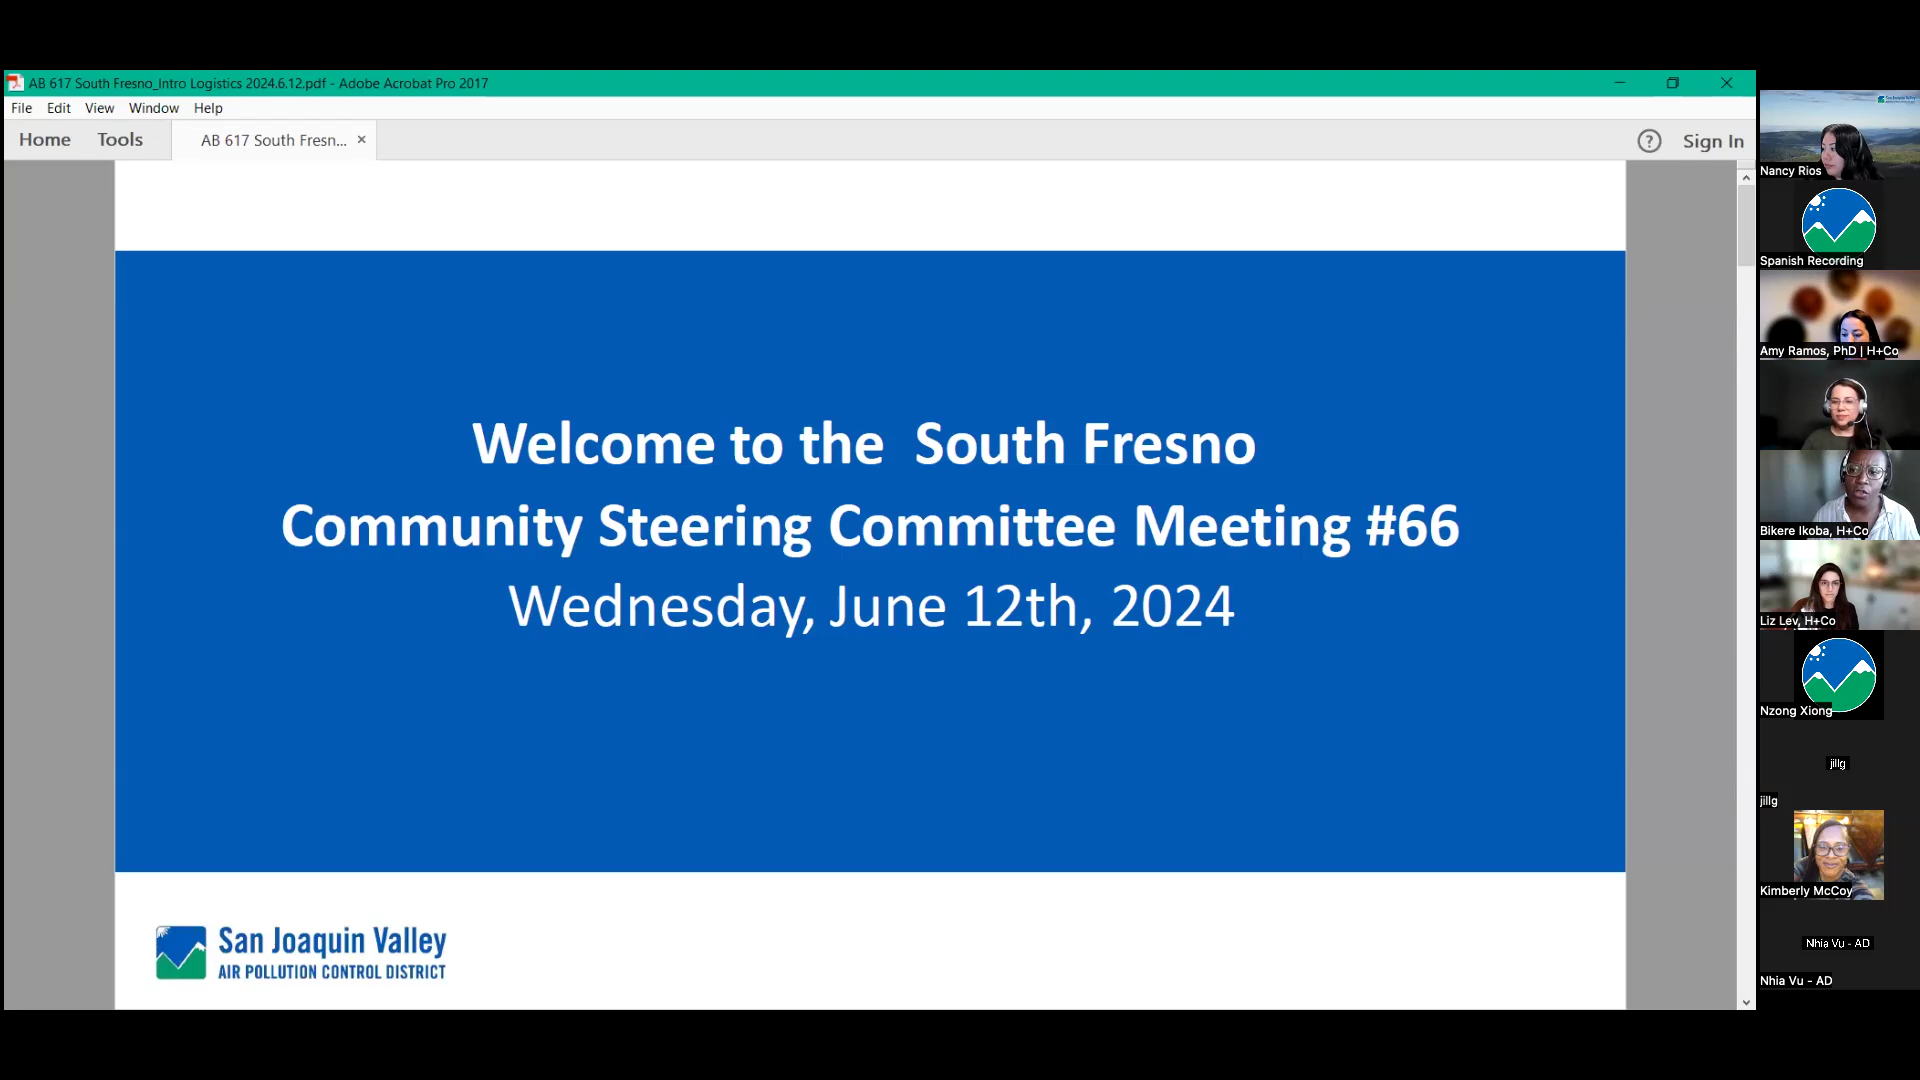 AB 617 South Fresno_Intro Logistics 2024.6.12.pdf - Adobe Acrobat Pro 2017
File Edit View Window Help
Home Tools AB 617 South Fresn... × ? Sign In
Welcome to the South Fresno
Community Steering Committee Meeting #66
Wednesday, June 12th, 2024
San Joaquin Valley
AIR POLLUTION CONTROL DISTRICT
Nancy Rios
Spanish Recording
Amy Ramos, PhD | H+Co
Bikere Ikoba, H+Co
Liz Lev, H+Co
Nzong Xiong
jillg
jillg
Kimberly McCoy
Nhia Vu - AD
Nhia Vu - AD